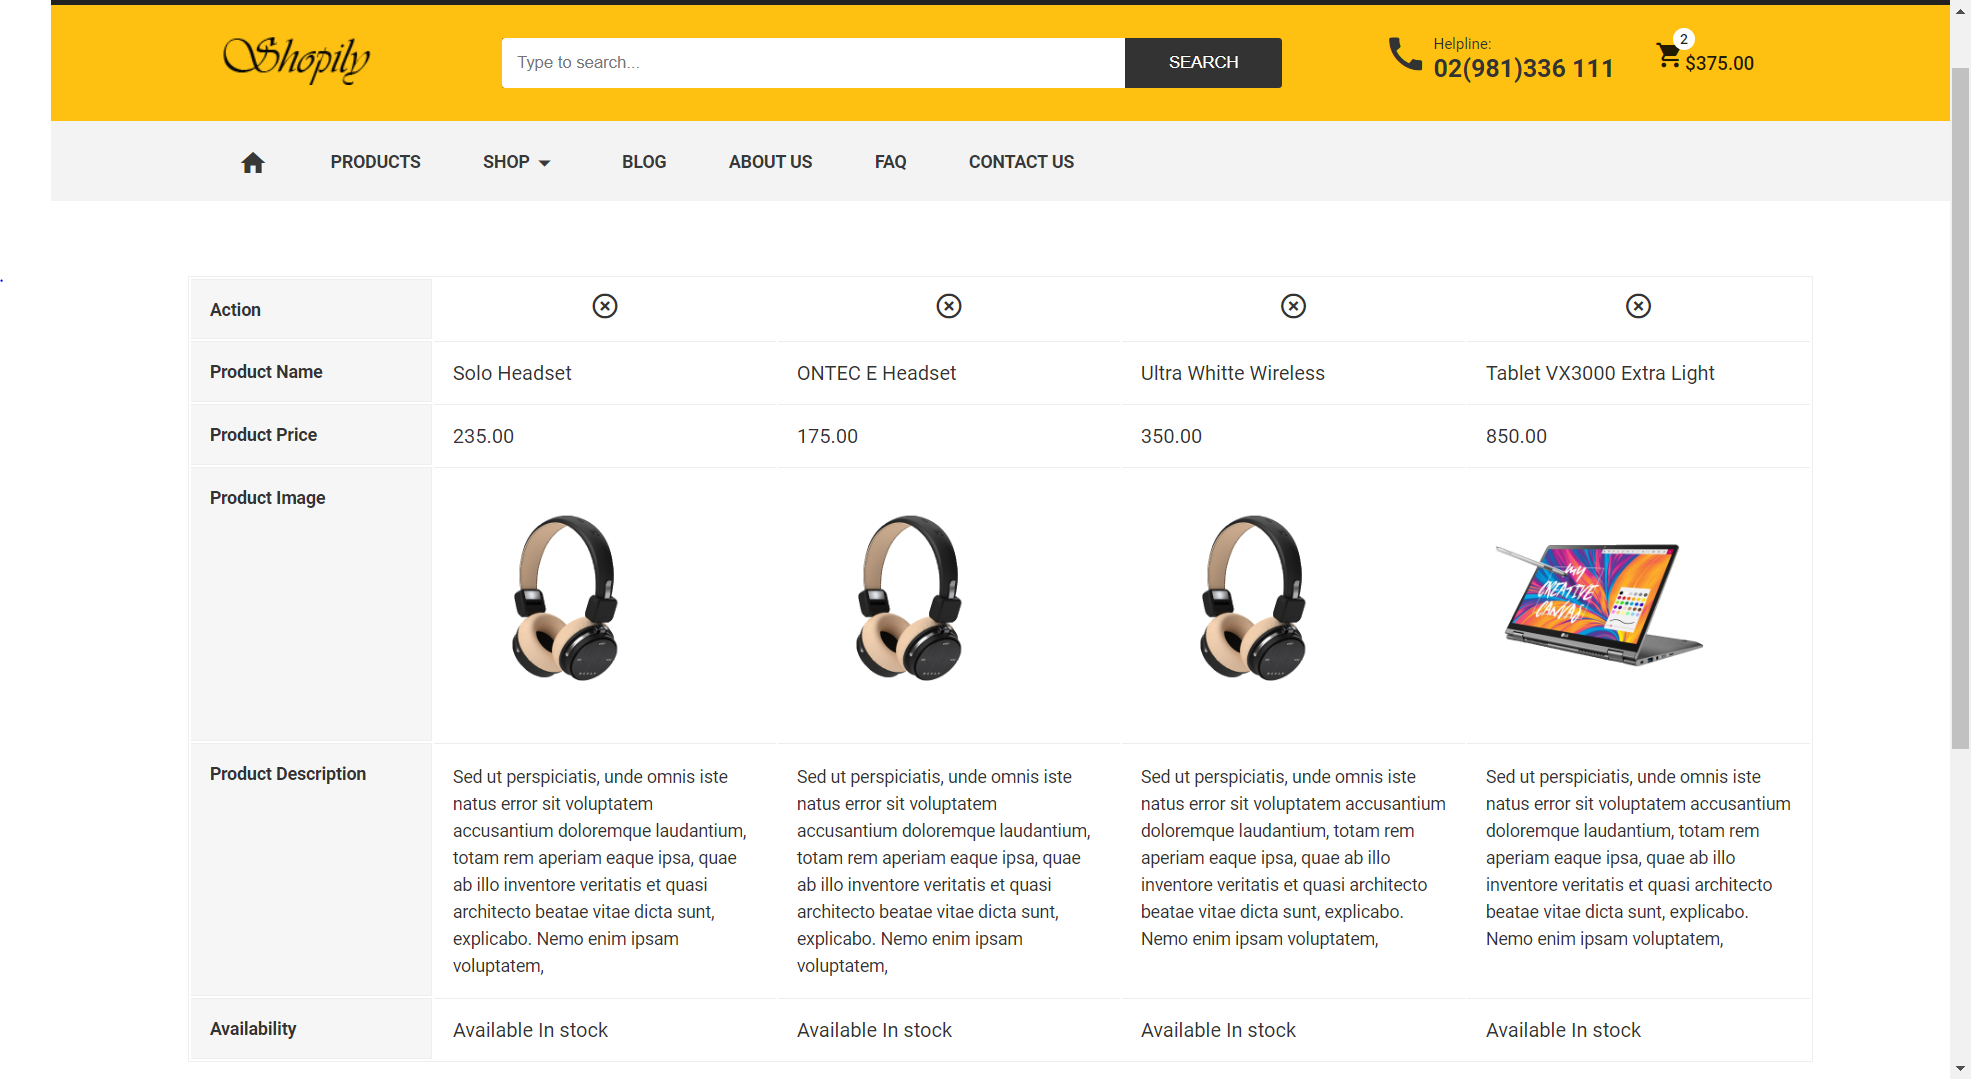 Shopily
Type to search...
SEARCH
Helpline:
02(981)336 111
2
$375.00
PRODUCTS
SHOP
BLOG
ABOUT US
FAQ
CONTACT US
Action
Product Name
Solo Headset
ONTEC E Headset
Ultra Whitte Wireless
Tablet VX3000 Extra Light
Product Price
235.00
175.00
350.00
850.00
Product Image
my
CREATIVE
CANVAS
Product Description
Sed ut perspiciatis, unde omnis iste
natus error sit voluptatem
accusantium doloremque laudantium,
totam rem aperiam eaque ipsa, quae
ab illo inventore veritatis et quasi
architecto beatae vitae dicta sunt,
explicabo. Nemo enim ipsam
voluptatem,
Sed ut perspiciatis, unde omnis iste
natus error sit voluptatem
accusantium doloremque laudantium,
totam rem aperiam eaque ipsa, quae
ab illo inventore veritatis et quasi
architecto beatae vitae dicta sunt,
explicabo. Nemo enim ipsam
voluptatem,
Sed ut perspiciatis, unde omnis iste
natus error sit voluptatem accusantium
doloremque laudantium, totam rem
aperiam eaque ipsa, quae ab illo
inventore veritatis et quasi architecto
beatae vitae dicta sunt, explicabo.
Nemo enim ipsam voluptatem,
Sed ut perspiciatis, unde omnis iste
natus error sit voluptatem accusantium
doloremque laudantium, totam rem
aperiam eaque ipsa, quae ab illo
inventore veritatis et quasi architecto
beatae vitae dicta sunt, explicabo.
Nemo enim ipsam voluptatem,
Availability
Available In stock
Available In stock
Available In stock
Available In stock